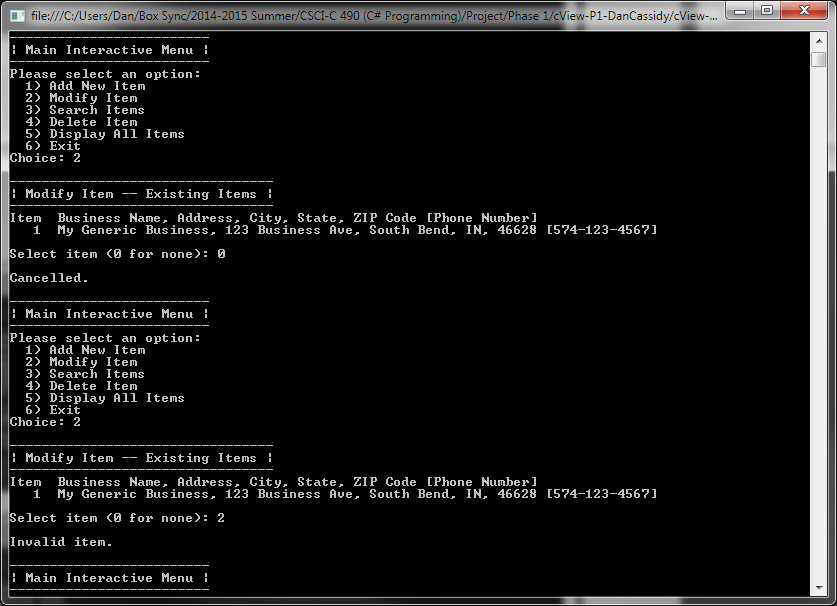 file:///C:/Users/Dan/Box Sync/2014-2015 Summer/CSCI-C 490 (C# Programming)/Project/Phase 1/cView-P1-DanCassidy/cView-...
-------------------------
| Main Interactive Menu |
-------------------------
Please select an option:
1) Add New Item
2) Modify Item
3) Search Items
4) Delete Item
5) Display All Items
6) Exit
Choice: 2
---------------------------------
| Modify Item -- Existing Items |
---------------------------------
Item  Business Name, Address, City, State, ZIP Code [Phone Number]
1  My Generic Business, 123 Business Ave, South Bend, IN, 46628 [574-123-4567]
Select item (0 for none): 0
Cancelled.
-------------------------
| Main Interactive Menu |
-------------------------
Please select an option:
1) Add New Item
2) Modify Item
3) Search Items
4) Delete Item
5) Display All Items
6) Exit
Choice: 2
---------------------------------
| Modify Item -- Existing Items |
---------------------------------
Item  Business Name, Address, City, State, ZIP Code [Phone Number]
1  My Generic Business, 123 Business Ave, South Bend, IN, 46628 [574-123-4567]
Select item (0 for none): 2
Invalid item.
-------------------------
| Main Interactive Menu |
-------------------------